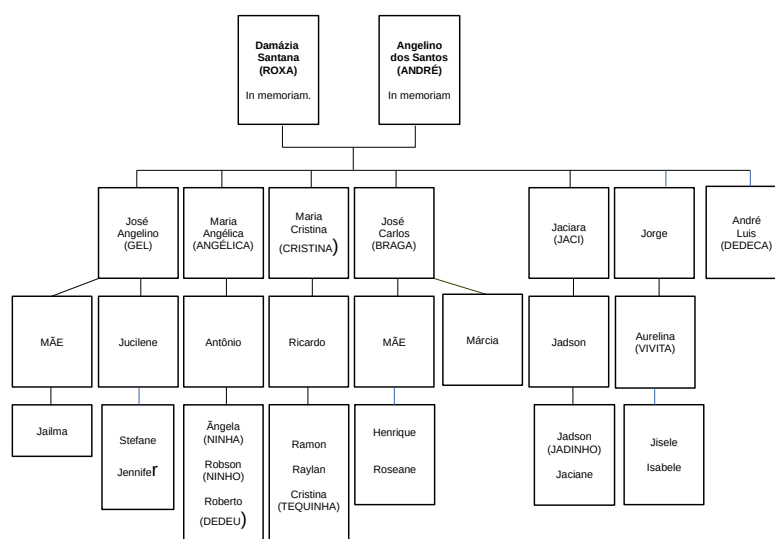 Damázia
Santana
(ROXA)
In memoriam.
Angelino
dos Santos
(ANDRÉ)
In memoriam
José
Angelino
(GEL)
Maria
Angélica
(ANGÉLICA)
Maria
Cristina
(CRISTINA)
José
Carlos
(BRAGA)
Jaciara
(JACI)
Jorge
André
Luis
(DEDECA)
MÃE
Jucilene
Antônio
Ricardo
MÃE
Márcia
Jadson
Aurelina
(VIVITA)
Jailma
Stefane
Jennifer
Ãngela
(NINHA)
Robson
(NINHO)
Roberto
(DEDEU)
Ramon
Raylan
Cristina
(TEQUINHA)
Henrique
Roseane
Jadson
(JADINHO)
Jaciane
Jisele
Isabele